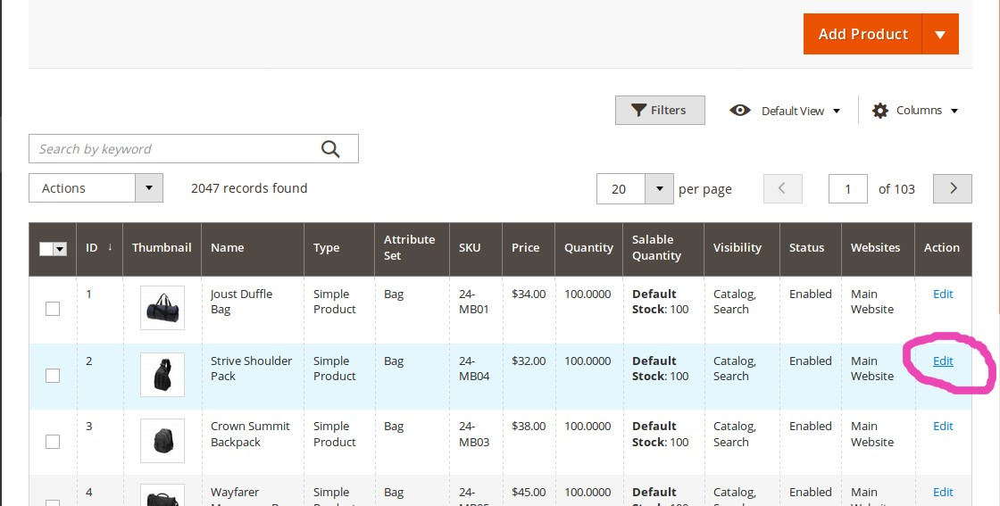 Add Product
Filters Default View Columns
Search by keyword
Actions 2047 records found 20 per page 1 of 103
ID ↓ Thumbnail Name Type Attribute Set SKU Price Quantity Salable Quantity Visibility Status Websites Action
1 Joust Duffle Simple Bag 24- $34.00 100.0000 Default Catalog, Enabled Main Edit
Bag Product MB01 Stock: 100 Search Website
2 Strive Shoulder Simple Bag 24- $32.00 100.0000 Default Catalog, Enabled Main Edit
Pack Product MB04 Stock: 100 Search Website
3 Crown Summit Simple Bag 24- $38.00 100.0000 Default Catalog, Enabled Main Edit
Backpack Product MB03 Stock: 100 Search Website
4 Wayfarer Simple Bag 24- $45.00 100.0000 Default Catalog, Enabled Main Edit